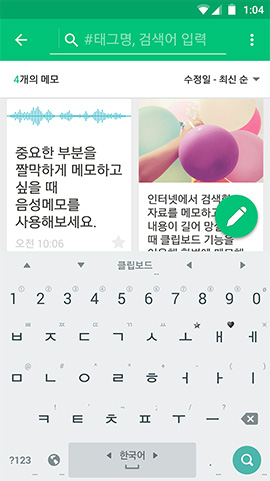 1:04
#태그명, 검색어 입력
4개의 메모
수정일 - 최신 순
중요한 부분을
짤막하게 메모하고
싶을 때
음성메모를
사용해보세요.
오전 10:06
인터넷에서 검색한
자료를 메모하고
내용이 길어
때 클립보드 기능을
클립보드
1 2 3 4 5 6 7 8 9 0
ㅂ ㅈ ㄷ ㄱ ㅅ ㅗ ㅐ ㅔ
ㅁ ㄴ ㅇ ㄹ ㅎ ㅓ ㅏ ㅣ
ㅋ ㅌ ㅊ ㅍ ㅜ ㅡ
?123 한국어 .